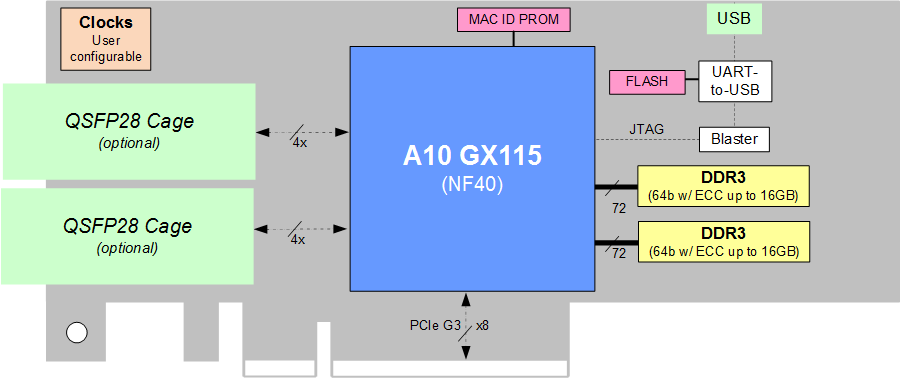 Clocks
User
configurable
MAC ID PROM
USB
FLASH
UART-
to-USB
QSFP28 Cage
(optional)
4x
A10 GX115
(NF40)
JTAG
Blaster
DDR3
(64b w/ ECC up to 16GB)
72
QSFP28 Cage
(optional)
4x
DDR3
(64b w/ ECC up to 16GB)
72
PCIe G3 x8